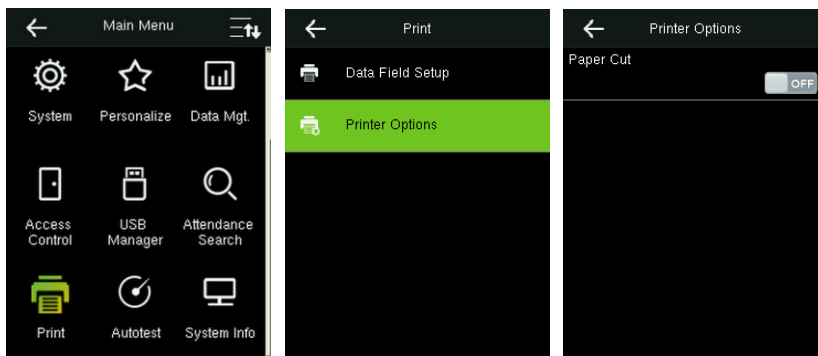 Main Menu
System
Personalize
Data Mgt.
Access
Control
USB
Manager
Attendance
Search
Print
Autotest
System Info
Print
Data Field Setup
Printer Options
Printer Options
Paper Cut
OFF